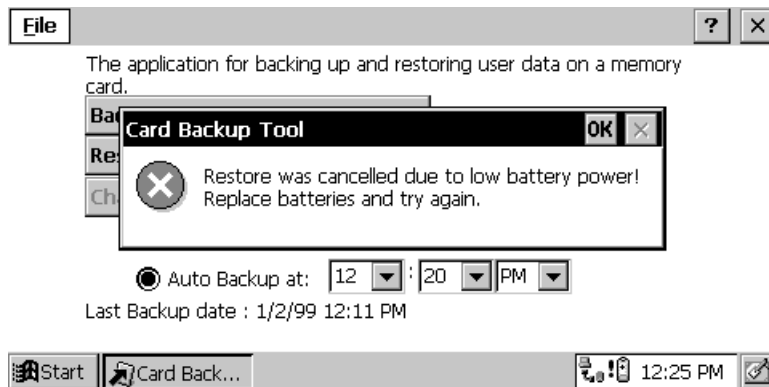 File ? ×
The application for backing up and restoring user data on a memory
card.
Card Backup Tool OK ×
Restore was cancelled due to low battery power!
Replace batteries and try again.
Auto Backup at: 12 : 20 PM
Last Backup date : 1/2/99 12:11 PM
Start Card Back... 12:25 PM